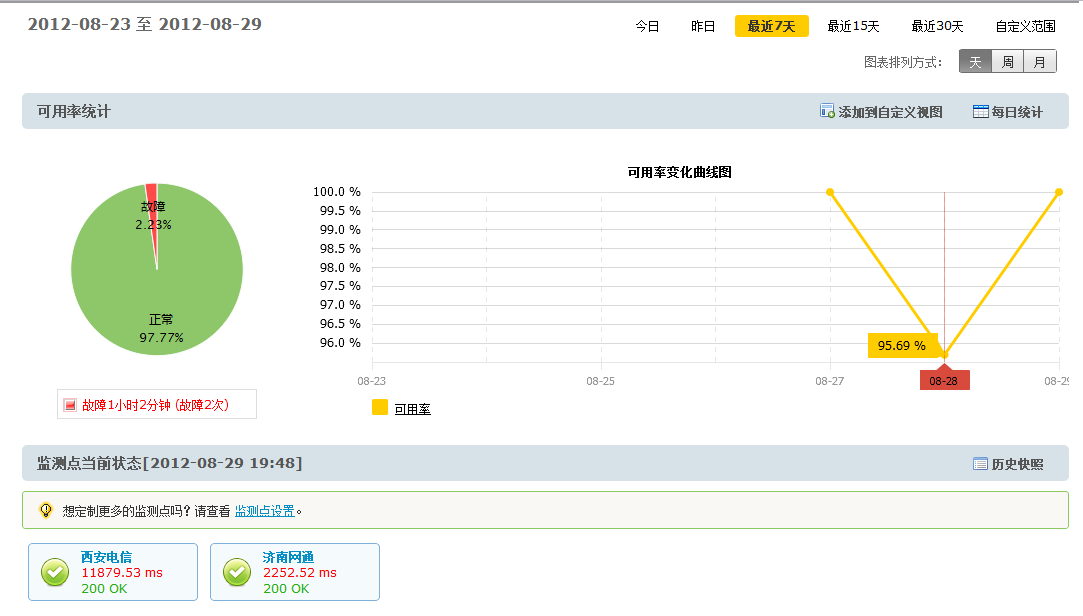 2012-08-23 至 2012-08-29
今日 昨日 最近7天 最近15天 最近30天 自定义范围
图表排列方式: 天 周 月
可用率统计 添加到自定义视图 每日统计
可用率变化曲线图
100.0 %
99.5 %
99.0 %
98.5 %
98.0 %
97.5 %
97.0 %
96.5 %
96.0 %
故障
2.23%
正常
97.77%
95.69 %
08-23 08-25 08-27 08-28 08-29
故障1小时2分钟 (故障2次)
可用率
监测点当前状态[2012-08-29 19:48] 历史快照
想定制更多的监测点吗? 请查看 监测点设置。
西安电信
11879.53 ms
200 OK
济南网通
2252.52 ms
200 OK